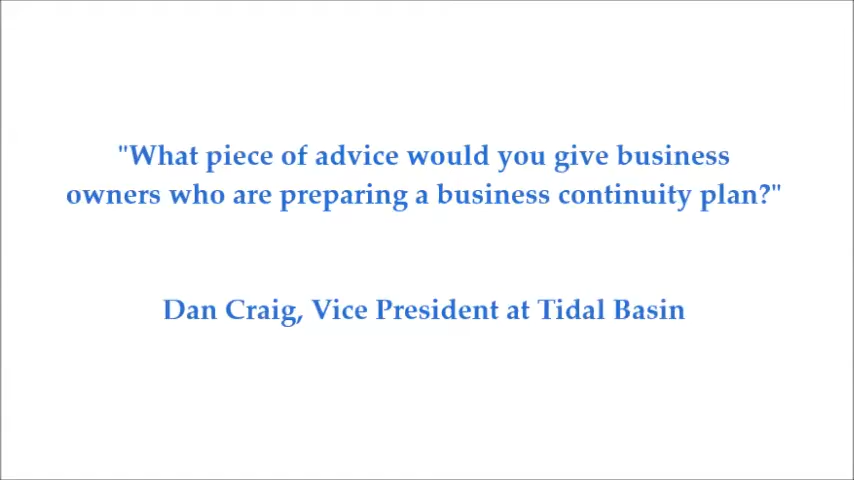 "What piece of advice would you give business
owners who are preparing a business continuity plan?"
Dan Craig, Vice President at Tidal Basin